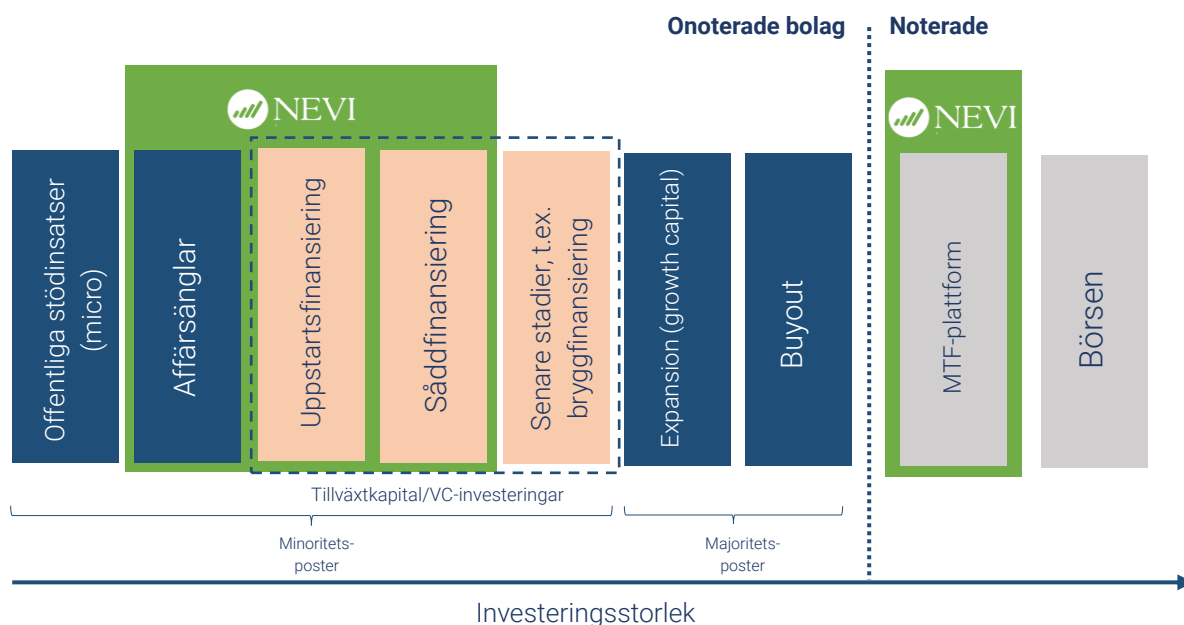 Onoterade bolag
Noterade
NEVI
NEVI
Offentliga stödinsatser
(micro)
Affärsänglar
Uppstartsfinansiering
Såddfinansiering
Senare stadier, t.ex.
bryggfinansiering
Expansion (growth capital)
Buyout
MTF-plattform
Börsen
Tillväxtkapital/VC-investeringar
Minoritets-
poster
Majoritets-
poster
Investeringsstorlek